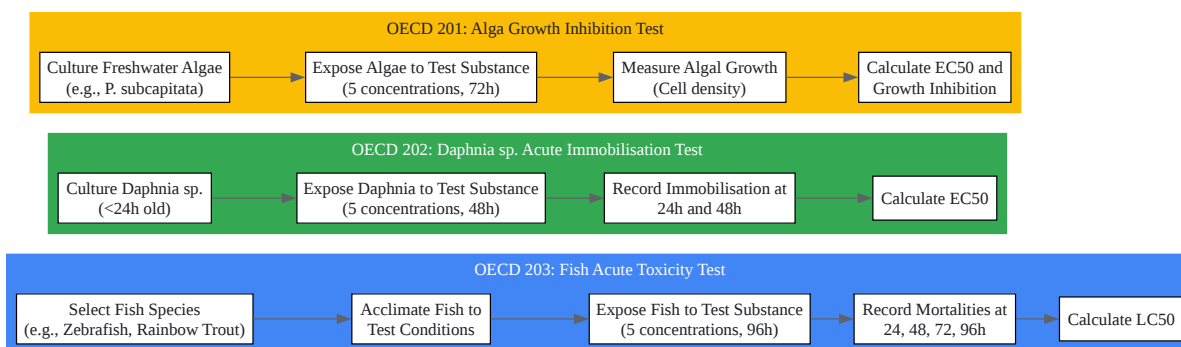 OECD 201: Alga Growth Inhibition Test
Culture Freshwater Algae
(e.g., P. subcapitata)
Expose Algae to Test Substance
(5 concentrations, 72h)
Measure Algal Growth
(Cell density)
Calculate EC50 and
Growth Inhibition
OECD 202: Daphnia sp. Acute Immobilisation Test
Culture Daphnia sp.
(<24h old)
Expose Daphnia to Test Substance
(5 concentrations, 48h)
Record Immobilisation at
24h and 48h
Calculate EC50
OECD 203: Fish Acute Toxicity Test
Select Fish Species
(e.g., Zebrafish, Rainbow Trout)
Acclimate Fish to
Test Conditions
Expose Fish to Test Substance
(5 concentrations, 96h)
Record Mortalities at
24, 48, 72, 96h
Calculate LC50